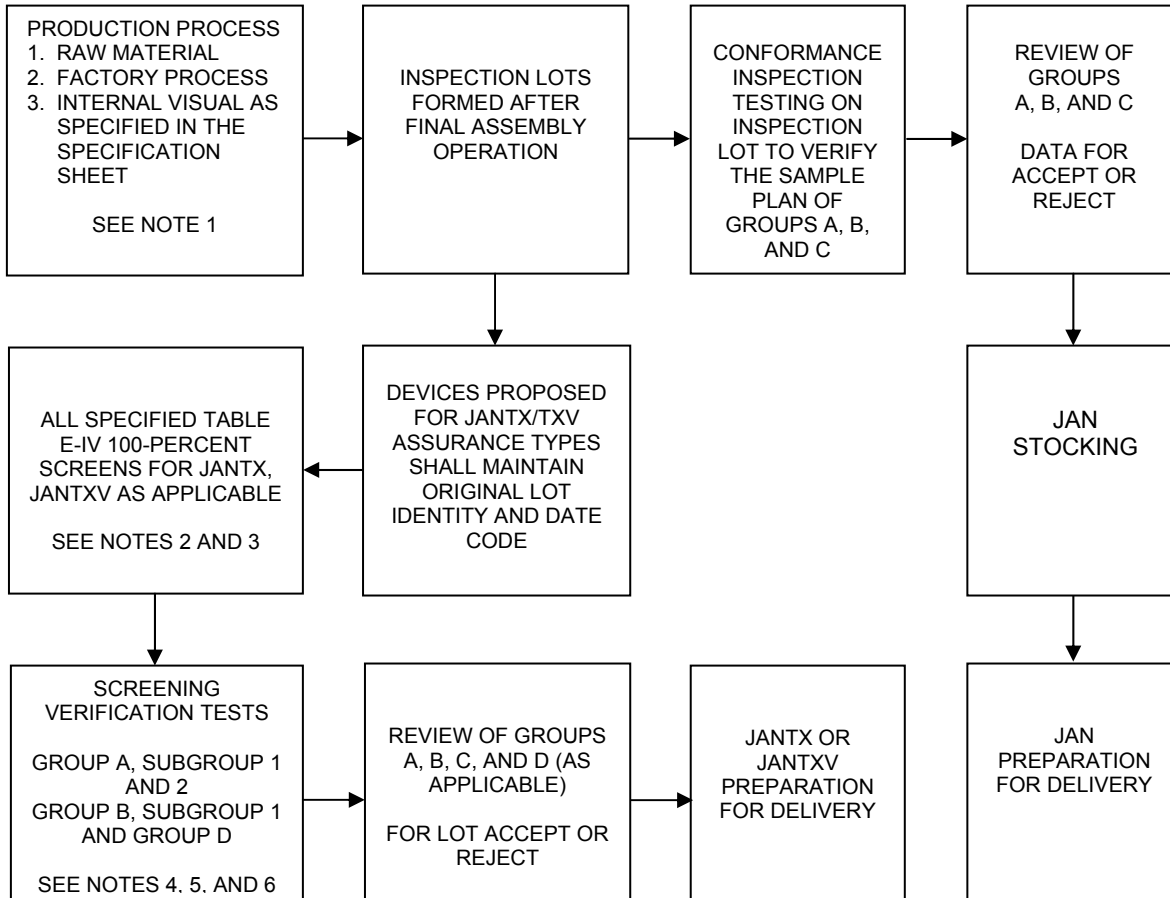 PRODUCTION PROCESS
1. RAW MATERIAL
2. FACTORY PROCESS
3. INTERNAL VISUAL AS
SPECIFIED IN THE
SPECIFICATION
SHEET
SEE NOTE 1
INSPECTION LOTS
FORMED AFTER
FINAL ASSEMBLY
OPERATION
CONFORMANCE
INSPECTION
TESTING ON
INSPECTION
LOT TO VERIFY
THE SAMPLE
PLAN OF
GROUPS A, B,
AND C
REVIEW OF
GROUPS
A, B, AND C
DATA FOR
ACCEPT OR
REJECT
ALL SPECIFIED TABLE
E-IV 100-PERCENT
SCREENS FOR JANTX,
JANTXV AS APPLICABLE
SEE NOTES 2 AND 3
DEVICES PROPOSED
FOR JANTX/TXV
ASSURANCE TYPES
SHALL MAINTAIN
ORIGINAL LOT
IDENTITY AND DATE
CODE
JAN
STOCKING
SCREENING
VERIFICATION TESTS
GROUP A, SUBGROUP 1
AND 2
GROUP B, SUBGROUP 1
AND GROUP D
SEE NOTES 4, 5, AND 6
REVIEW OF GROUPS
A, B, C, AND D (AS
APPLICABLE)
FOR LOT ACCEPT OR
REJECT
JANTX OR
JANTXV
PREPARATION
FOR DELIVERY
JAN
PREPARATION
FOR DELIVERY